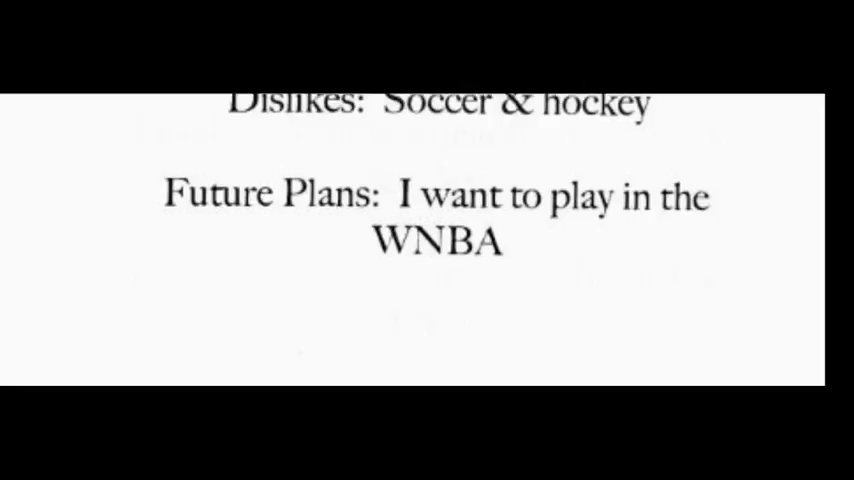 Dislikes: Soccer & hockey
Future Plans: I want to play in the
WNBA